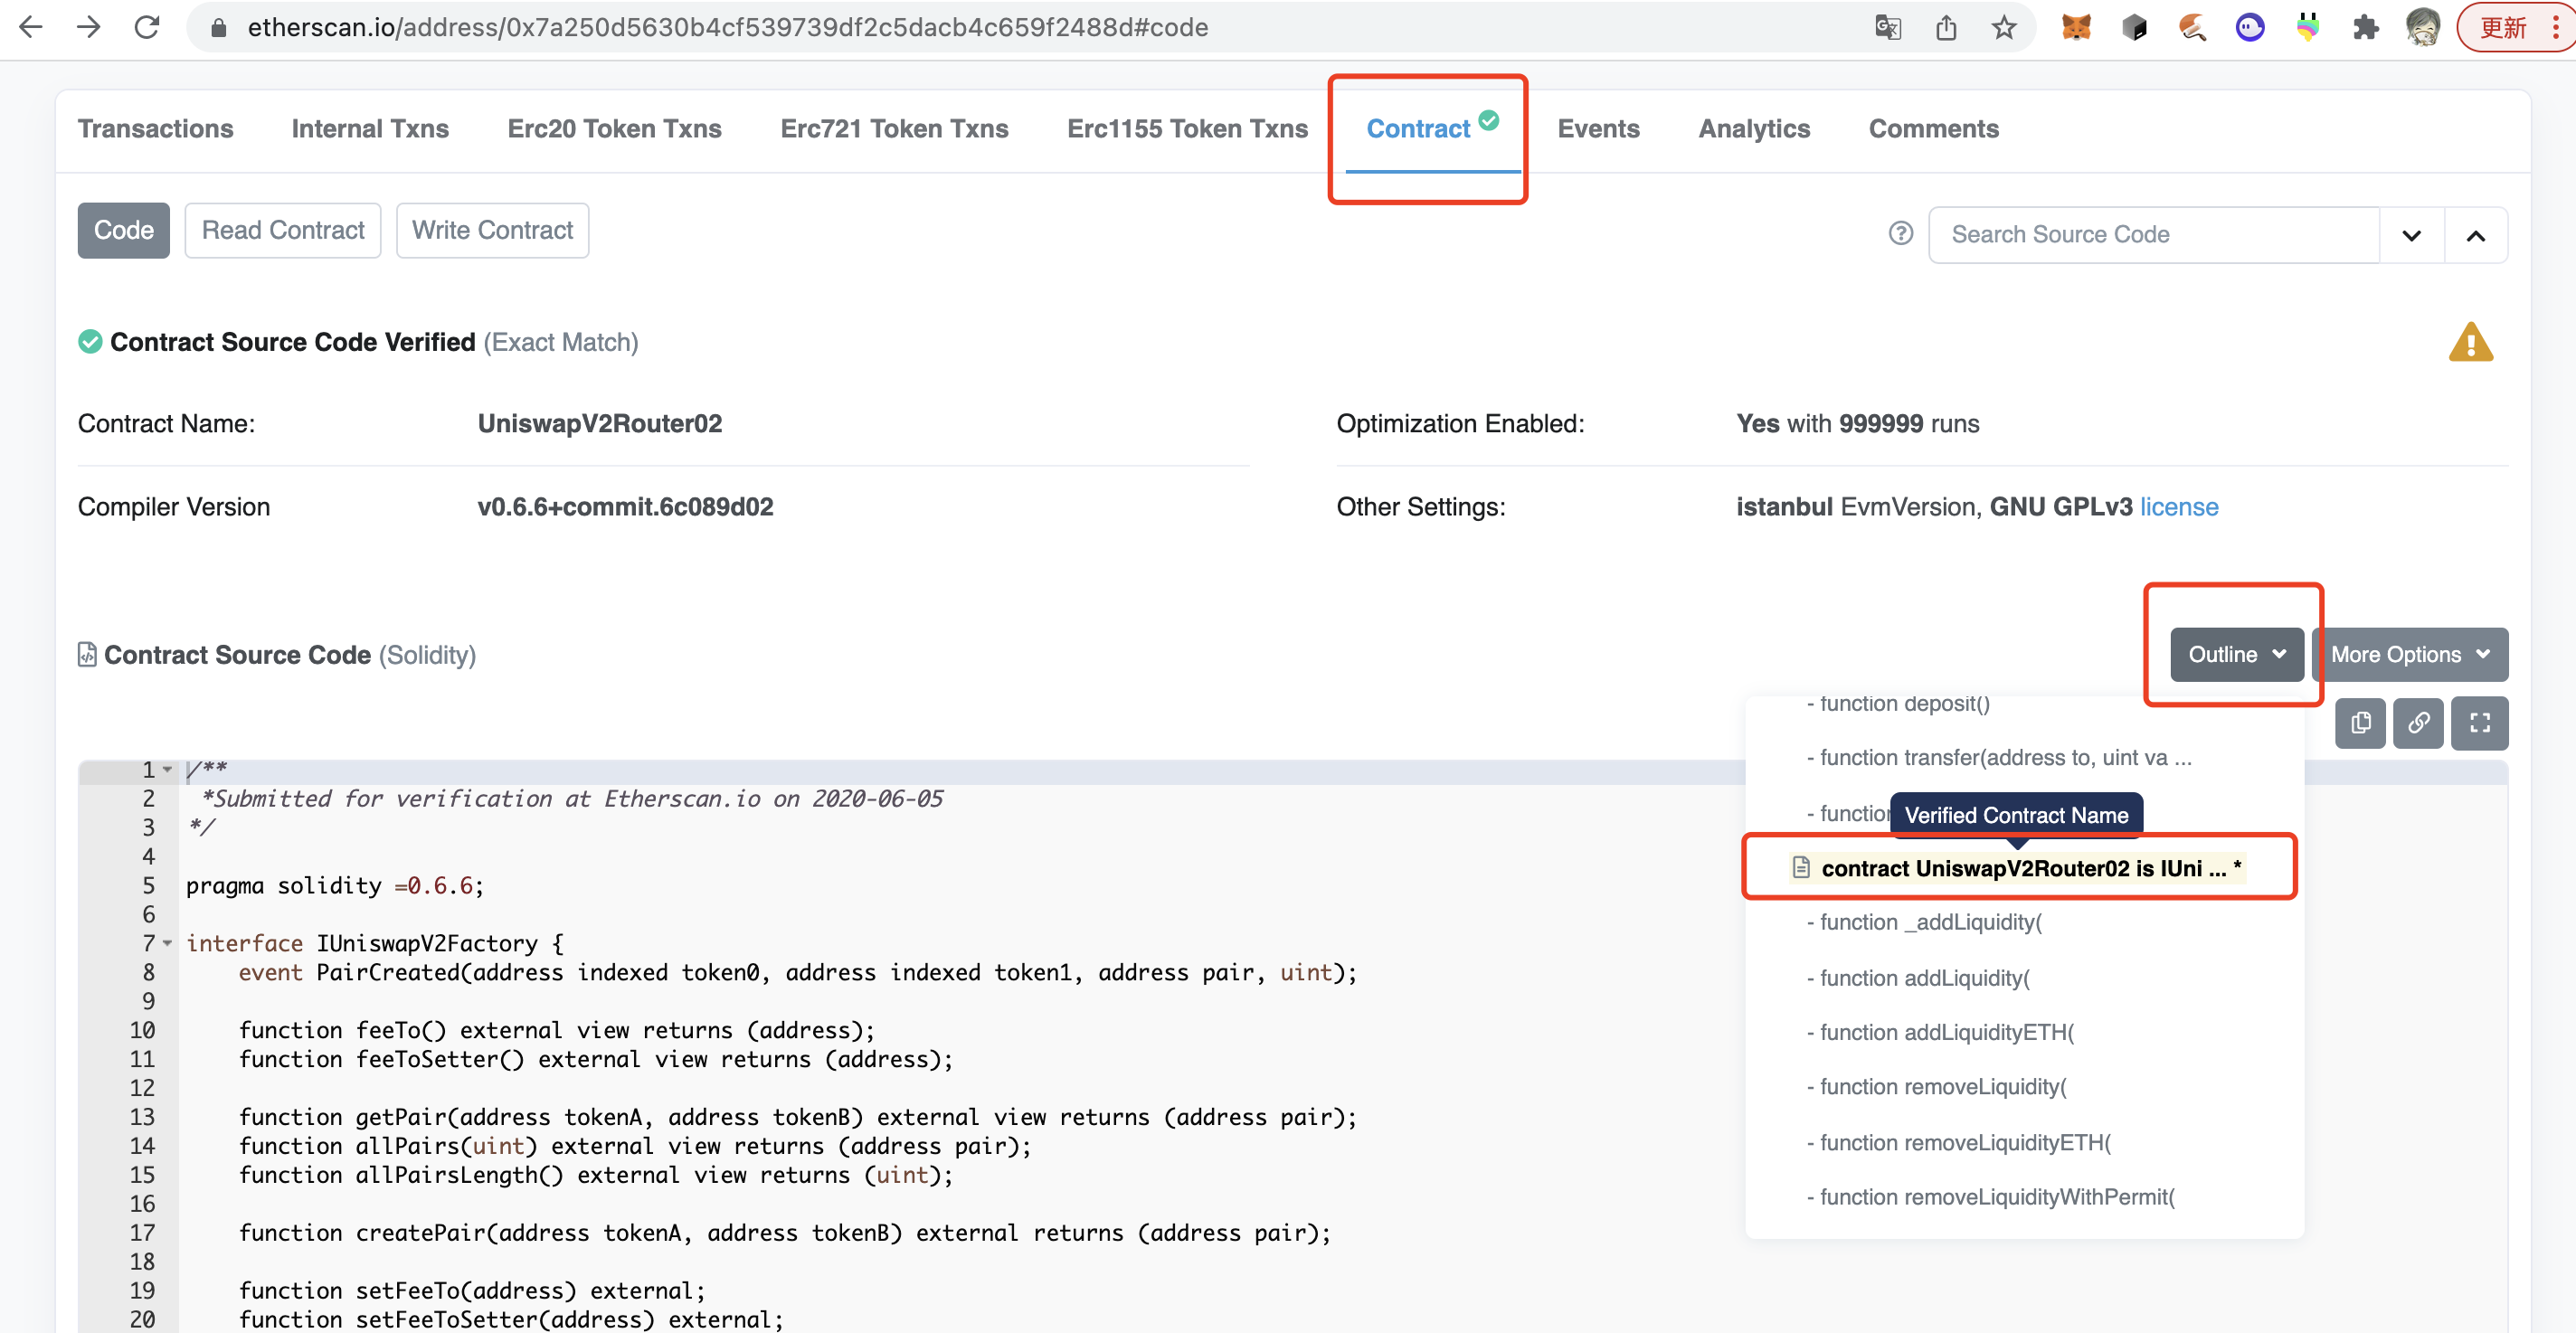 etherscan.io/address/0x7a250d5630b4cf539739df2c5dacb4c659f2488d#code
更新
Transactions Internal Txns Erc20 Token Txns Erc721 Token Txns Erc1155 Token Txns Contract Events Analytics Comments
Code Read Contract Write Contract
Search Source Code
Contract Source Code Verified (Exact Match)
Contract Name: UniswapV2Router02
Optimization Enabled: Yes with 999999 runs
Compiler Version v0.6.6+commit.6c089d02
Other Settings: istanbul EvmVersion, GNU GPLv3 license
Contract Source Code (Solidity)
Outline More Options
- function deposit()
- function transfer(address to, uint va ...
- function
Verified Contract Name
contract UniswapV2Router02 is IUni ... *
- function _addLiquidity(
- function addLiquidity(
- function addLiquidityETH(
- function removeLiquidity(
- function removeLiquidityETH(
- function removeLiquidityWithPermit(
1 /**
2 *Submitted for verification at Etherscan.io on 2020-06-05
3 */
4
5 pragma solidity =0.6.6;
6
7 interface IUniswapV2Factory {
8 event PairCreated(address indexed token0, address indexed token1, address pair, uint);
9
10 function feeTo() external view returns (address);
11 function feeToSetter() external view returns (address);
12
13 function getPair(address tokenA, address tokenB) external view returns (address pair);
14 function allPairs(uint) external view returns (address pair);
15 function allPairsLength() external view returns (uint);
16
17 function createPair(address tokenA, address tokenB) external returns (address pair);
18
19 function setFeeTo(address) external;
20 function setFeeToSetter(address) external;